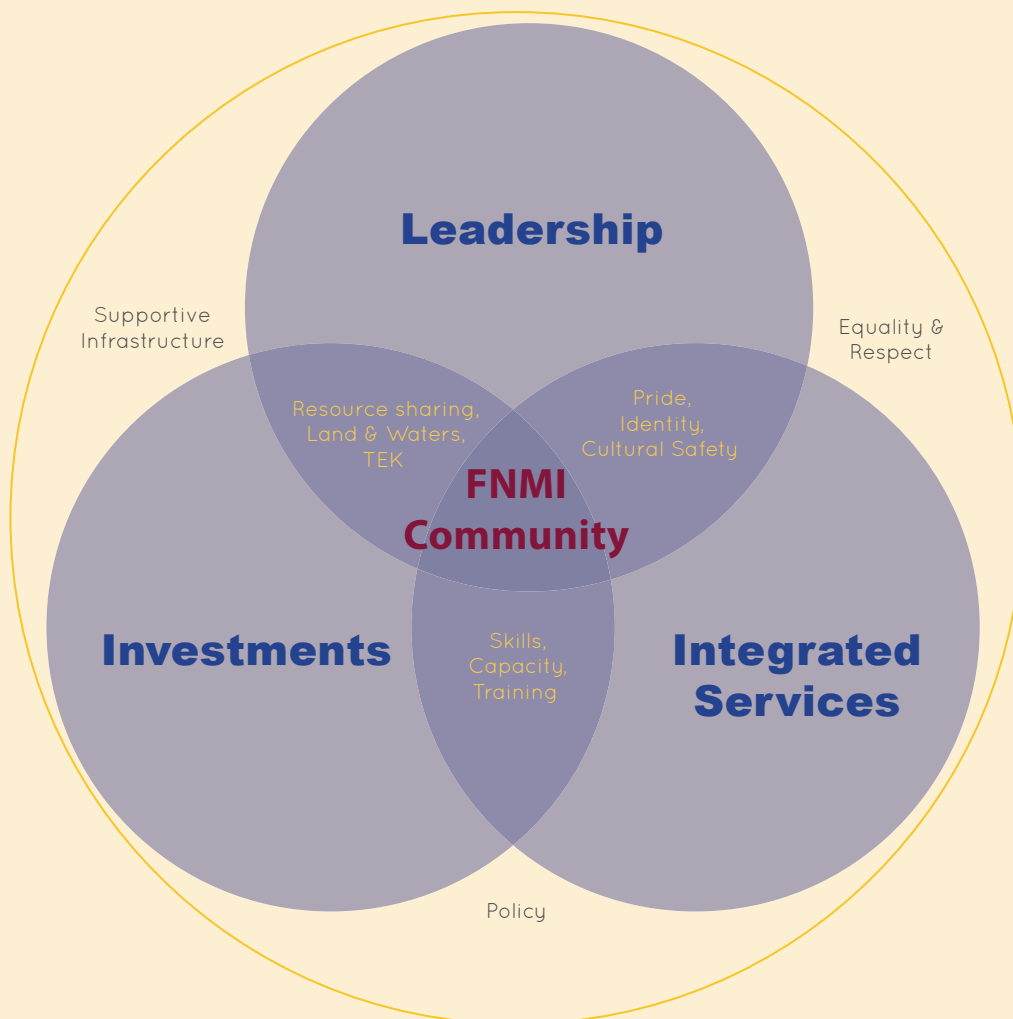 Leadership
Supportive
Infrastructure
Equality &
Respect
Resource sharing,
Land & Waters,
TEK
Pride,
Identity,
Cultural Safety
FNMI
Community
Investments
Skills,
Capacity,
Training
Integrated
Services
Policy